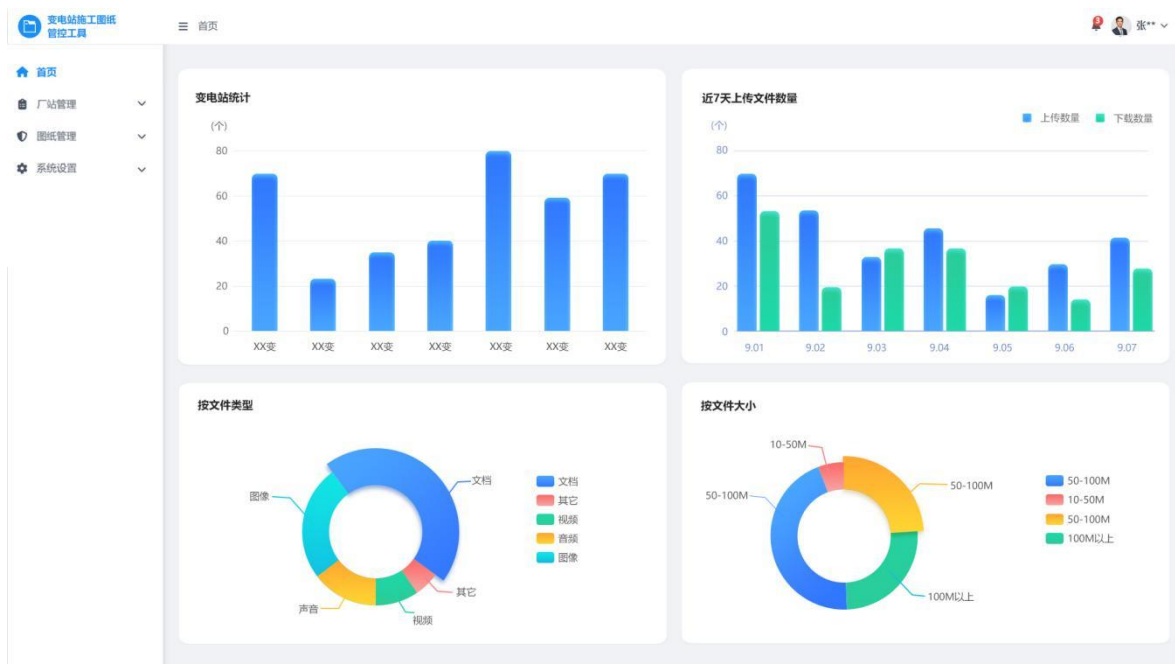 变电站施工图纸
管控工具
首页
3
张**
首页
厂站管理
图纸管理
系统设置
变电站统计
(个)
80
60
40
20
0
XX变 XX变 XX变 XX变 XX变 XX变 XX变
近7天上传文件数量
上传数量 下载数量
(个)
80
60
40
20
0
9.01 9.02 9.03 9.04 9.05 9.06 9.07
按文件类型
文档
图像
其它
声音
视频
文档
其它
视频
音频
图像
按文件大小
10-50M
50-100M
50-100M
100M以上
50-100M
10-50M
50-100M
100M以上